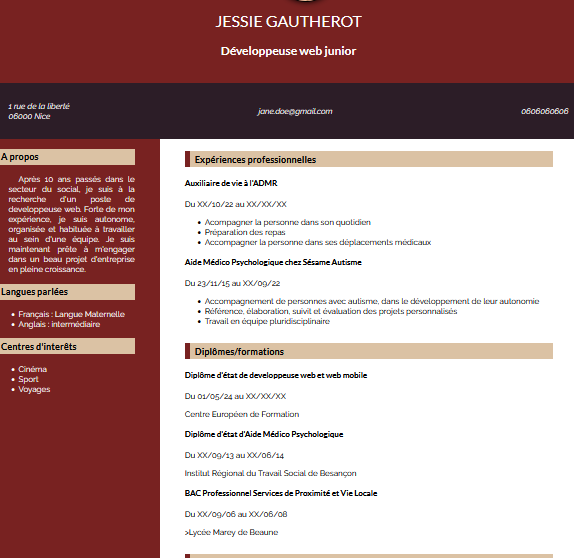 JESSIE GAUTHEROT
Développeuse web junior
1 rue de la liberté
06000 Nice
jane.doe@gmail.com
0606060606
A propos
Après 10 ans passés dans le
secteur du social, je suis à la
recherche d'un poste de
developpeuse web. Forte de mon
expérience, je suis autonome,
organisée et habituée à travailler
au sein d'une équipe. Je suis
maintenant prête à m'engager
dans un beau projet d'entreprise
en pleine croissance.
Langues parlées
Français : Langue Maternelle
Anglais : intermédiaire
Centres d'interêts
Cinéma
Sport
Voyages
Expériences professionnelles
Auxiliaire de vie à l'ADMR
Du XX/10/22 au XX/XX/XX
Acompagner la personne dans son quotidien
Préparation des repas
Accompagner la personne dans ses déplacements médicaux
Aide Médico Psychologique chez Sésame Autisme
Du 23/11/15 au XX/09/22
Accompagnement de personnes avec autisme, dans le développement de leur autonomie
Référence, élaboration, suivit et évaluation des projets personnalisés
Travail en équipe pluridisciplinaire
Diplômes/formations
Diplôme d'état de developpeuse web et web mobile
Du 01/05/24 au XX/XX/XX
Centre Européen de Formation
Diplôme d'état d'Aide Médico Psychologique
Du XX/09/13 au XX/06/14
Institut Régional du Travail Social de Besançon
BAC Professionnel Services de Proximité et Vie Locale
Du XX/09/06 au XX/06/08
>Lycée Marey de Beaune